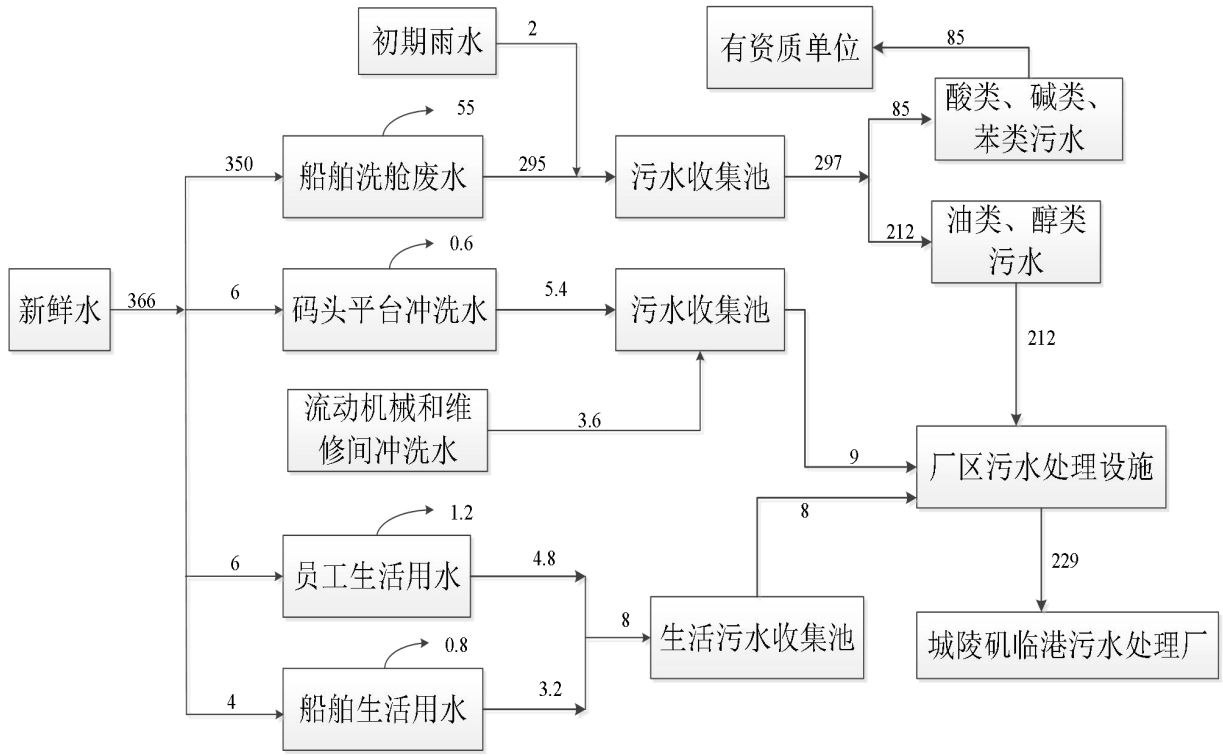 初期雨水
2
有资质单位
85
酸类、碱类、
苯类污水
85
55
350
船舶洗舱废水
295
污水收集池
297
油类、醇类
污水
212
0.6
新鲜水
366
6
码头平台冲洗水
5.4
污水收集池
212
流动机械和维
修间冲洗水
3.6
9
厂区污水处理设施
8
1.2
6
员工生活用水
4.8
229
8
生活污水收集池
城陵矶临港污水处理厂
0.8
4
船舶生活用水
3.2